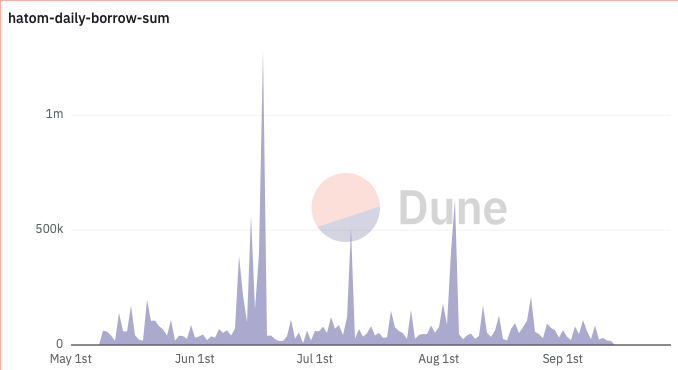 hatom-daily-borrow-sum
1m
500k
0
Dune
May 1st
Jun 1st
Jul 1st
Aug 1st
Sep 1st